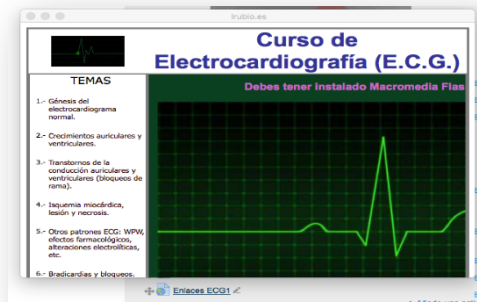 lrubio.es
Curso de
Electrocardiografía (E.C.G.)
TEMAS
Debes tener instalado Macromedia Flas
1.- Génesis del
electrocardiograma
normal.
2.- Crecimientos auriculares y
ventriculares.
3.- Transtornos de la
conducción auriculares y
ventriculares (bloqueos de
rama).
4.- Isquemia miocárdica,
lesión y necrosis.
5.- Otros patrones ECG: WPW,
efectos farmacológicos,
alteraciones electrolíticas,
etc.
6.- Bradicardias y bloqueos.
Enlaces ECG1